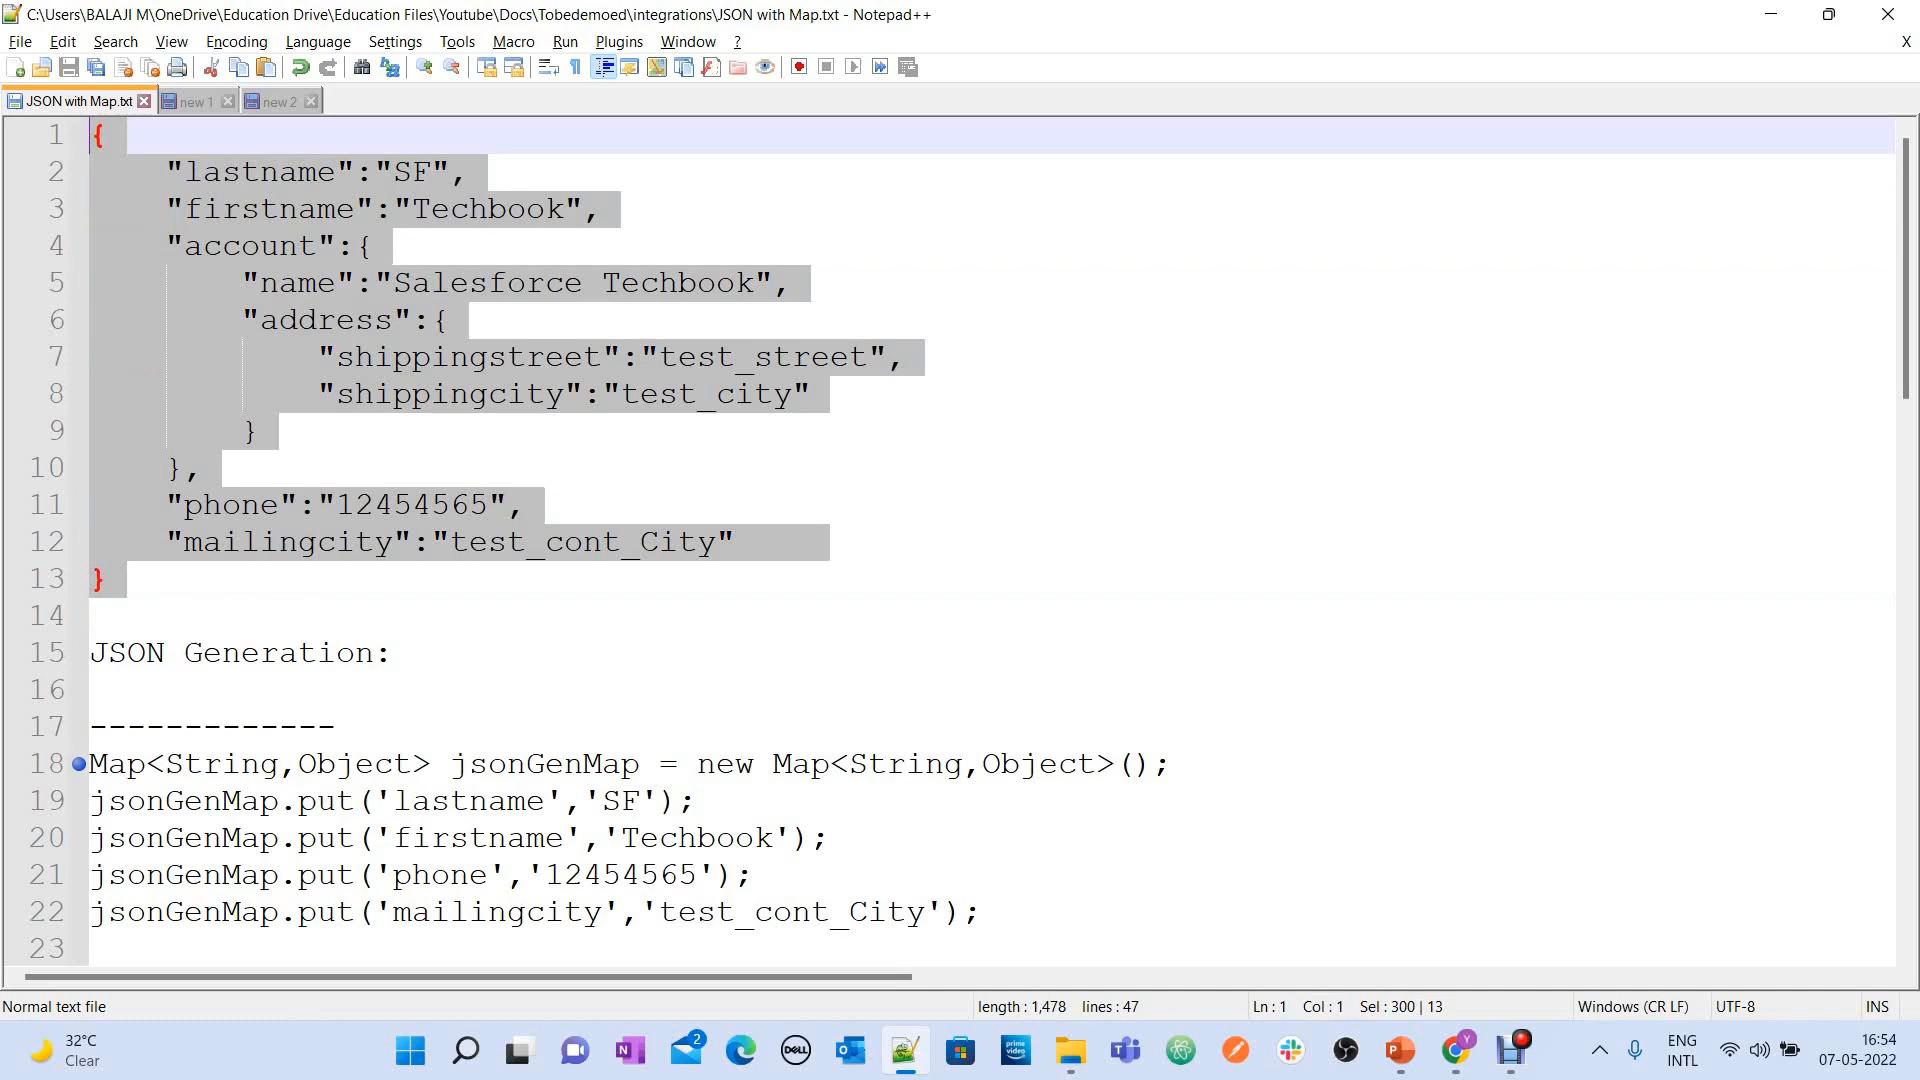 C:\Users\BALAJI M\OneDrive\Education Drive\Education Files\Youtube\Docs\Tobedemoed\integrations\JSON with Map.txt - Notepad++
File Edit Search View Encoding Language Settings Tools Macro Run Plugins Window ? X
JSON with Map.txt new 1 new 2
1 {
2 "lastname":"SF",
3 "firstname":"Techbook",
4 "account":{
5 "name":"Salesforce Techbook",
6 "address":{
7 "shippingstreet":"test_street",
8 "shippingcity":"test_city"
9 }
10 },
11 "phone":"12454565",
12 "mailingcity":"test_cont_City"
13 }
14
15 JSON Generation:
16
17 -------------
18 Map<String,Object> jsonGenMap = new Map<String,Object>();
19 jsonGenMap.put('lastname','SF');
20 jsonGenMap.put('firstname','Techbook');
21 jsonGenMap.put('phone','12454565');
22 jsonGenMap.put('mailingcity','test_cont_City');
23
Normal text file length : 1,478 lines : 47 Ln : 1 Col : 1 Sel : 300 | 13 Windows (CR LF) UTF-8 INS
32°C
Clear
2
DELL
prime video
ENG
INTL
16:54
07-05-2022